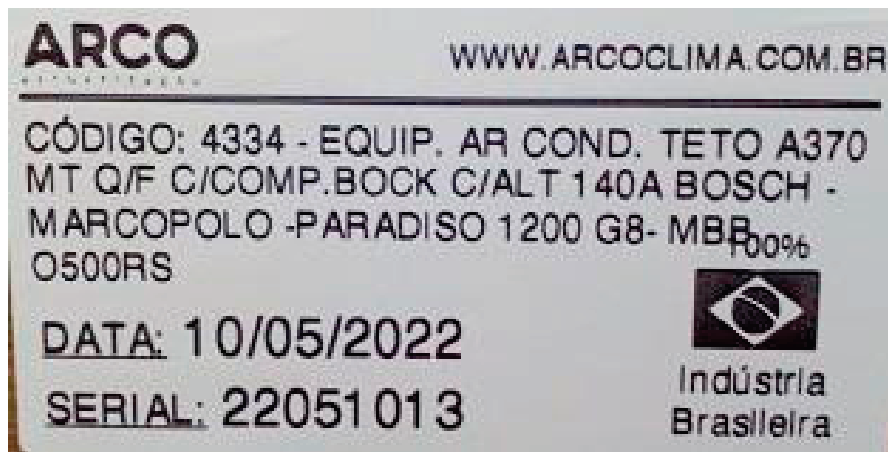 ARCO
CLIMATIZAÇÃO
WWW.ARCOCLIMA.COM.BR
CÓDIGO: 4334 - EQUIP. AR COND. TETO A370
MT Q/F C/COMP.BOCK C/ALT 140A BOSCH -
MARCOPOLO -PARADISO 1200 G8- MBB
O500RS
100%
DATA: 10/05/2022
SERIAL: 22051013
Indústria
Brasileira